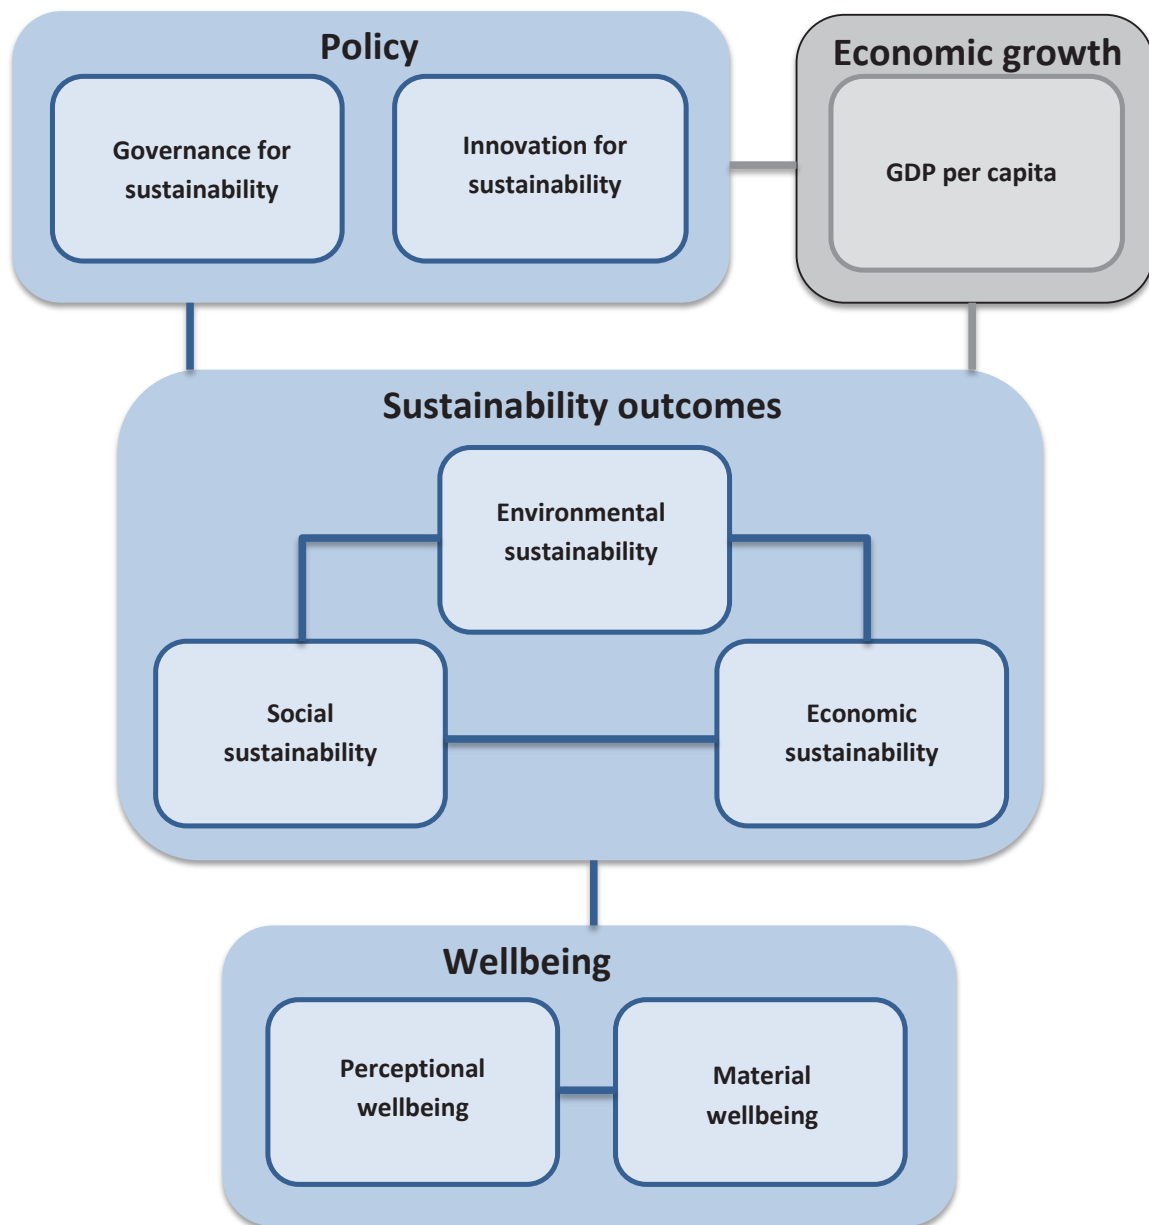 Policy
Governance for
sustainability
Innovation for
sustainability
Economic growth
GDP per capita
Sustainability outcomes
Environmental
sustainability
Social
sustainability
Economic
sustainability
Wellbeing
Perceptional
wellbeing
Material
wellbeing